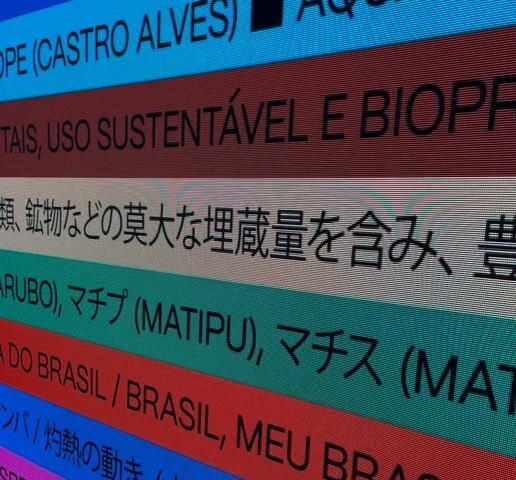 OPE (CASTRO ALVES) ■
TAIS, USO SUSTENTÁVEL E BIOPR
類、鉱物などの莫大な埋蔵量を含み、豊
ARUBO), マチプ (MATIPU), マチス (MAT
A DO BRASIL / BRASIL, MEU BRAS
ンバ / 灼熱の動き /